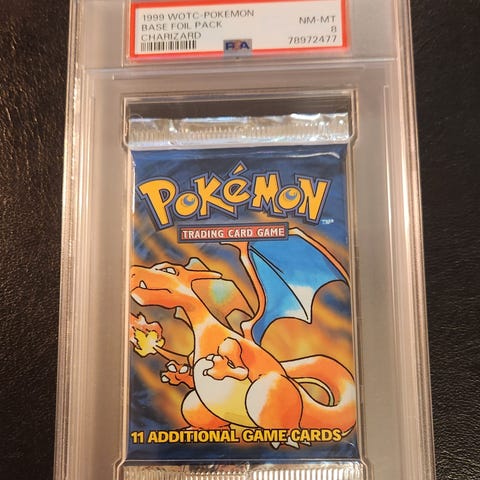 1999 WOTC-POKEMON
BASE FOIL PACK
CHARIZARD
NM-MT
8
PSA
78972477
POKéMON
TRADING CARD GAME
11 ADDITIONAL GAME CARDS